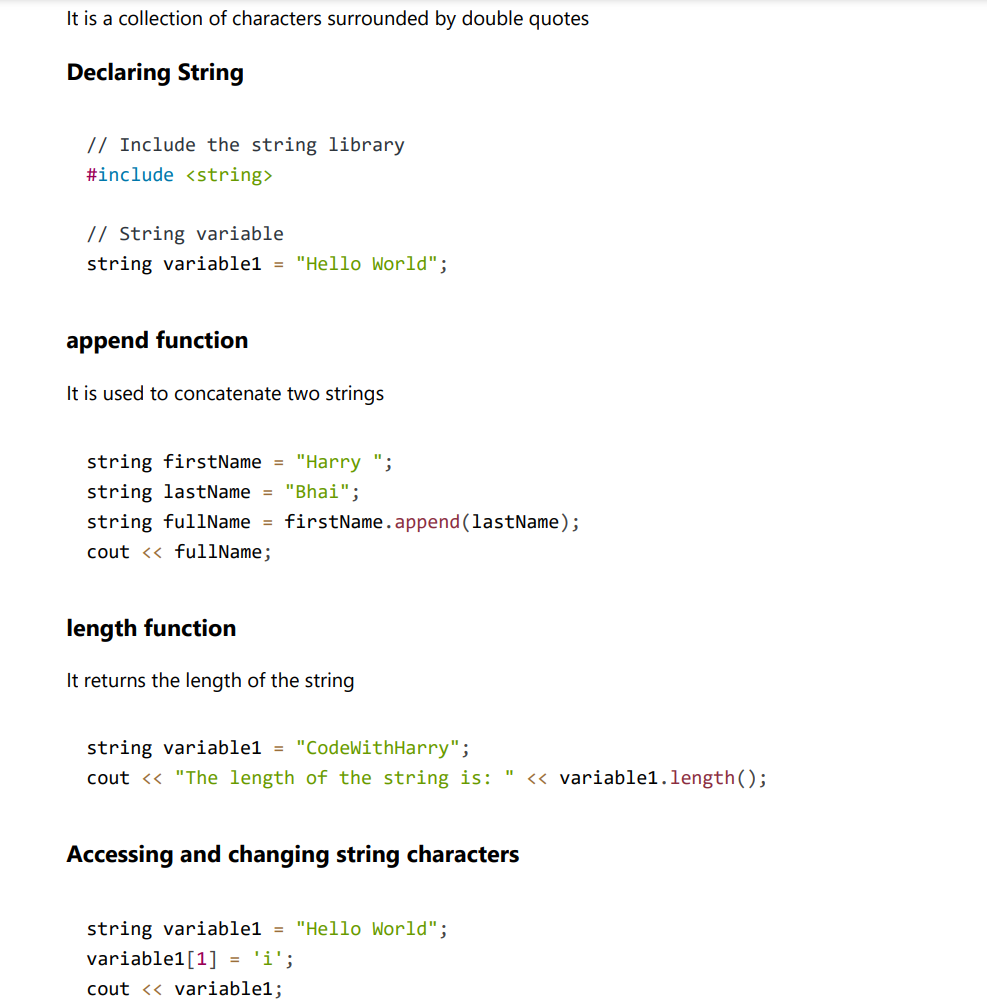 It is a collection of characters surrounded by double quotes
Declaring String
// Include the string library
#include <string>
// String variable
string variable1 = "Hello World";
append function
It is used to concatenate two strings
string firstName = "Harry ";
string lastName = "Bhai";
string fullName = firstName.append(lastName);
cout << fullName;
length function
It returns the length of the string
string variable1 = "CodeWithHarry";
cout << "The length of the string is: " << variable1.length();
Accessing and changing string characters
string variable1 = "Hello World";
variable1[1] = 'i';
cout << variable1;